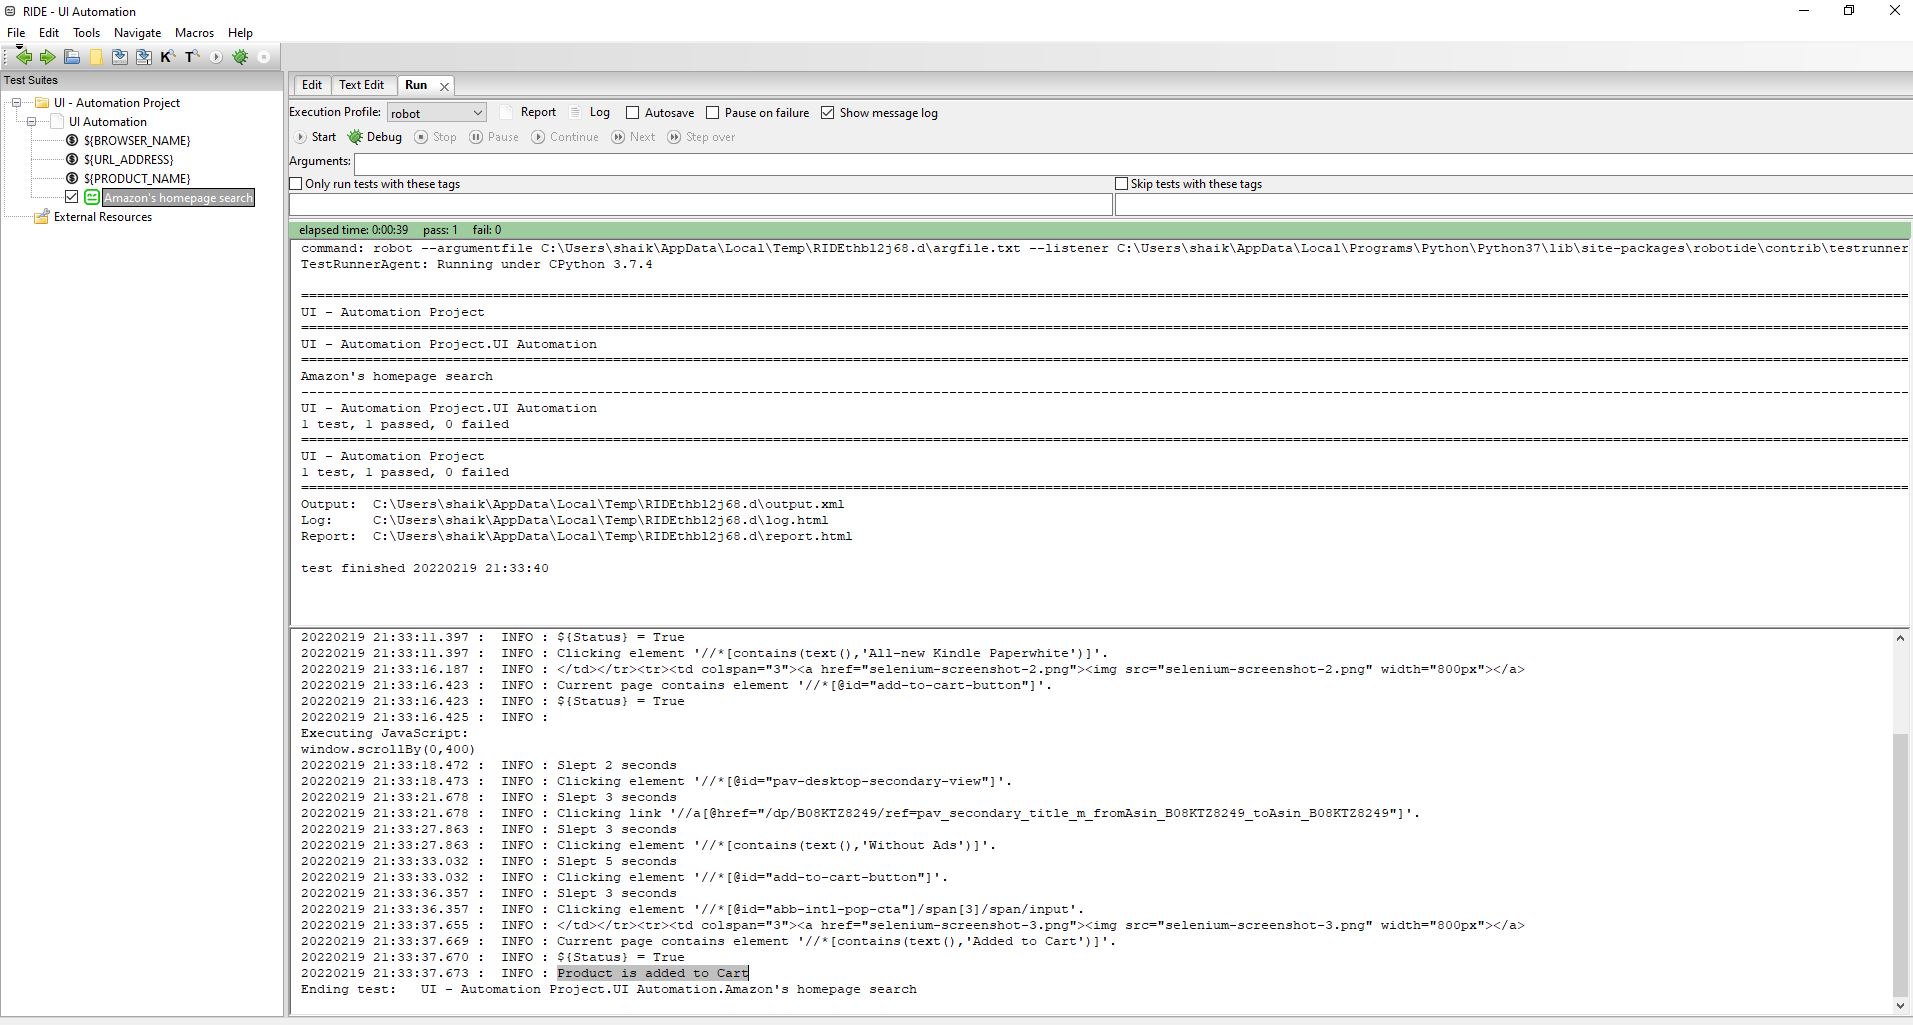 RIDE - UI Automation
File Edit Tools Navigate Macros Help
K T
Test Suites
UI - Automation Project
UI Automation
${BROWSER_NAME}
${URL_ADDRESS}
${PRODUCT_NAME}
Amazon's homepage search
External Resources
Edit Text Edit Run
Execution Profile: robot Report Log Autosave Pause on failure Show message log
Start Debug Stop Pause Continue Next Step over
Arguments:
Only run tests with these tags Skip tests with these tags
elapsed time: 0:00:39 pass: 1 fail: 0
command: robot --argumentfile C:\Users\shaik\AppData\Local\Temp\RIDEthbl2j68.d\argfile.txt --listener C:\Users\shaik\AppData\Local\Programs\Python\Python37\lib\site-packages\robotide\contrib\testrunner
TestRunnerAgent: Running under CPython 3.7.4
==============================================================================
UI - Automation Project
==============================================================================
UI - Automation Project.UI Automation
==============================================================================
Amazon's homepage search
------------------------------------------------------------------------------
UI - Automation Project.UI Automation
1 test, 1 passed, 0 failed
==============================================================================
UI - Automation Project
1 test, 1 passed, 0 failed
==============================================================================
Output:  C:\Users\shaik\AppData\Local\Temp\RIDEthbl2j68.d\output.xml
Log:     C:\Users\shaik\AppData\Local\Temp\RIDEthbl2j68.d\log.html
Report:  C:\Users\shaik\AppData\Local\Temp\RIDEthbl2j68.d\report.html
test finished 20220219 21:33:40
20220219 21:33:11.397 :  INFO : ${Status} = True
20220219 21:33:11.397 :  INFO : Clicking element '//*[contains(text(),'All-new Kindle Paperwhite')]'.
20220219 21:33:16.187 :  INFO : </td></tr><tr><td colspan="3"><a href="selenium-screenshot-2.png"><img src="selenium-screenshot-2.png" width="800px"></a>
20220219 21:33:16.423 :  INFO : Current page contains element '//*[@id="add-to-cart-button"]'.
20220219 21:33:16.423 :  INFO : ${Status} = True
20220219 21:33:16.425 :  INFO :
Executing JavaScript:
window.scrollBy(0,400)
20220219 21:33:18.472 :  INFO : Slept 2 seconds
20220219 21:33:18.473 :  INFO : Clicking element '//*[@id="pav-desktop-secondary-view"]'.
20220219 21:33:21.678 :  INFO : Slept 3 seconds
20220219 21:33:21.678 :  INFO : Clicking link '//a[@href="/dp/B08KTZ8249/ref=pav_secondary_title_m_fromAsin_B08KTZ8249_toAsin_B08KTZ8249"]'.
20220219 21:33:27.863 :  INFO : Slept 3 seconds
20220219 21:33:27.863 :  INFO : Clicking element '//*[contains(text(),'Without Ads')]'.
20220219 21:33:33.032 :  INFO : Slept 5 seconds
20220219 21:33:33.032 :  INFO : Clicking element '//*[@id="add-to-cart-button"]'.
20220219 21:33:36.357 :  INFO : Slept 3 seconds
20220219 21:33:36.357 :  INFO : Clicking element '//*[@id="abb-intl-pop-cta"]/span[3]/span/input'.
20220219 21:33:37.655 :  INFO : </td></tr><tr><td colspan="3"><a href="selenium-screenshot-3.png"><img src="selenium-screenshot-3.png" width="800px"></a>
20220219 21:33:37.669 :  INFO : Current page contains element '//*[contains(text(),'Added to Cart')]'.
20220219 21:33:37.670 :  INFO : ${Status} = True
20220219 21:33:37.673 :  INFO : Product is added to Cart
Ending test:   UI - Automation Project.UI Automation.Amazon's homepage search